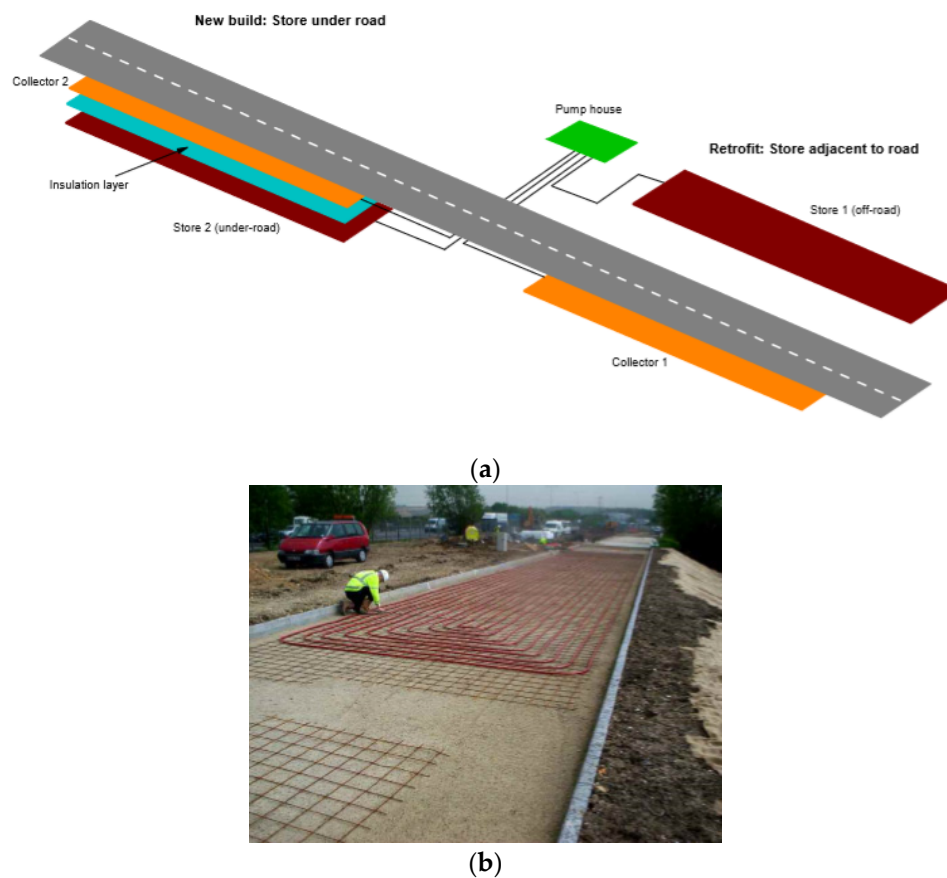 New build: Store under road
Collector 2
Pump house
Retrofit: Store adjacent to road
Insulation layer
Store 1 (off-road)
Store 2 (under-road)
Collector 1
(a)
(b)